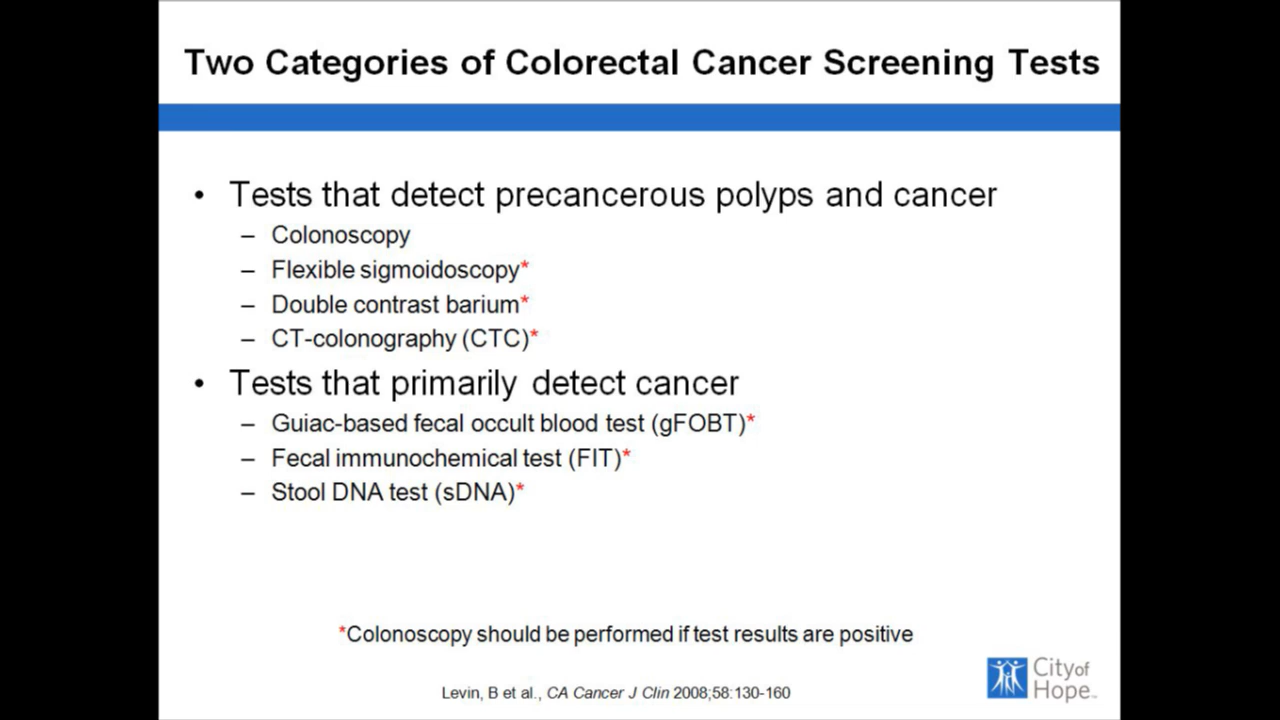 Two Categories of Colorectal Cancer Screening Tests
• Tests that detect precancerous polyps and cancer
– Colonoscopy
– Flexible sigmoidoscopy*
– Double contrast barium*
– CT-colonography (CTC)*
• Tests that primarily detect cancer
– Guiac-based fecal occult blood test (gFOBT)*
– Fecal immunochemical test (FIT)*
– Stool DNA test (sDNA)*
*Colonoscopy should be performed if test results are positive
Levin, B et al., CA Cancer J Clin 2008;58:130-160
City of
Hope™